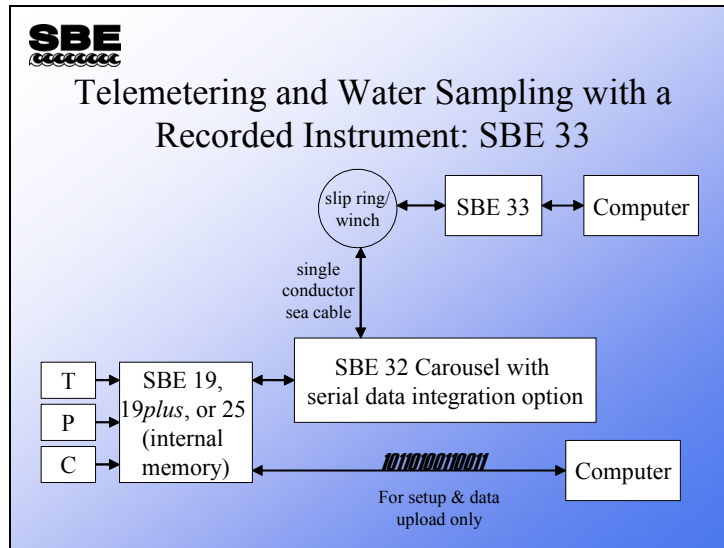 SBE
Telemetering and Water Sampling with a
Recorded Instrument: SBE 33
slip ring/
winch
SBE 33
Computer
single
conductor
sea cable
SBE 32 Carousel with
serial data integration option
T
P
C
SBE 19,
19plus, or 25
(internal
memory)
10110100110011
Computer
For setup & data
upload only